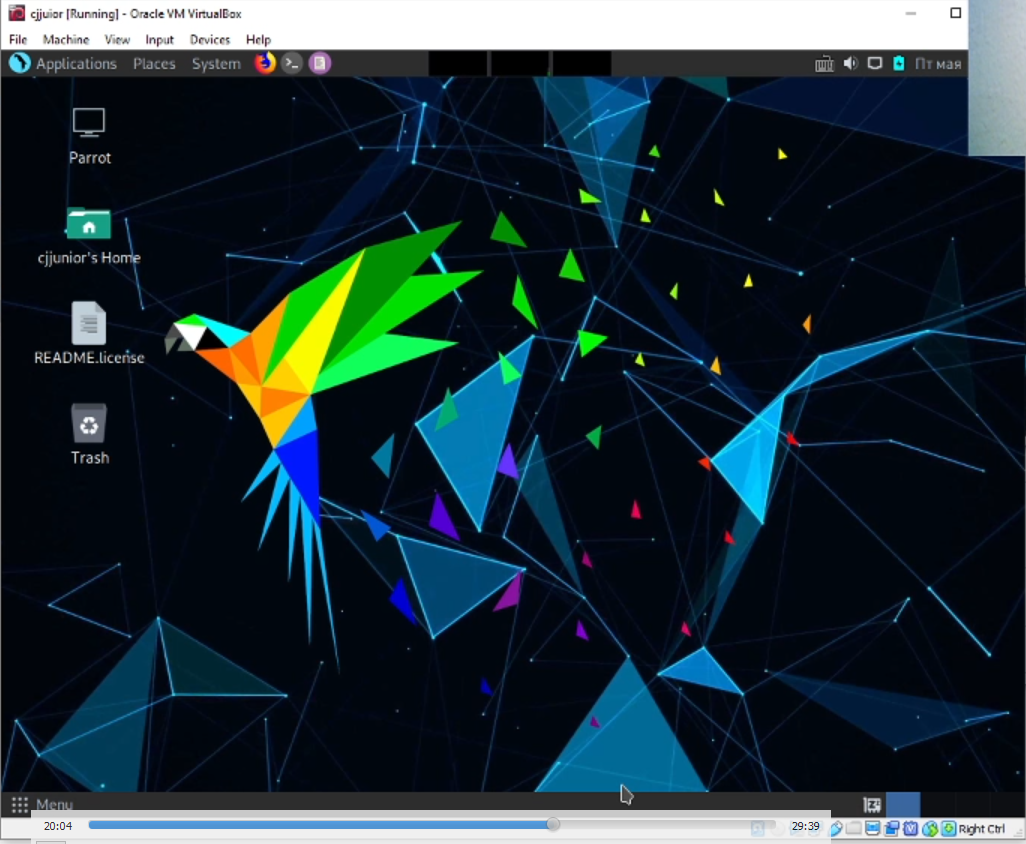 cjjuior [Running] - Oracle VM VirtualBox
File Machine View Input Devices Help
Applications Places System Пт мая
Parrot
cjjunior's Home
README.license
Trash
Menu
20:04 29:39
Right Ctrl